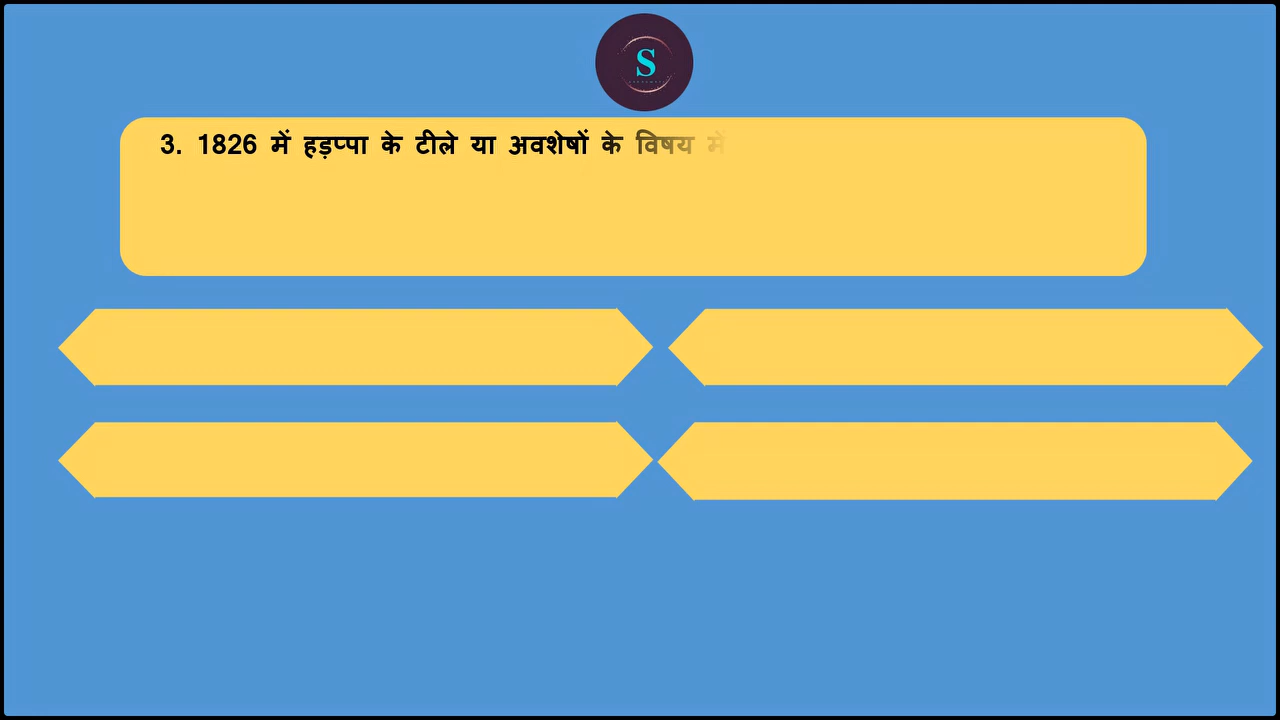 S
3. 1826 में हड़प्पा के टीले या अवशेषों के विषय में